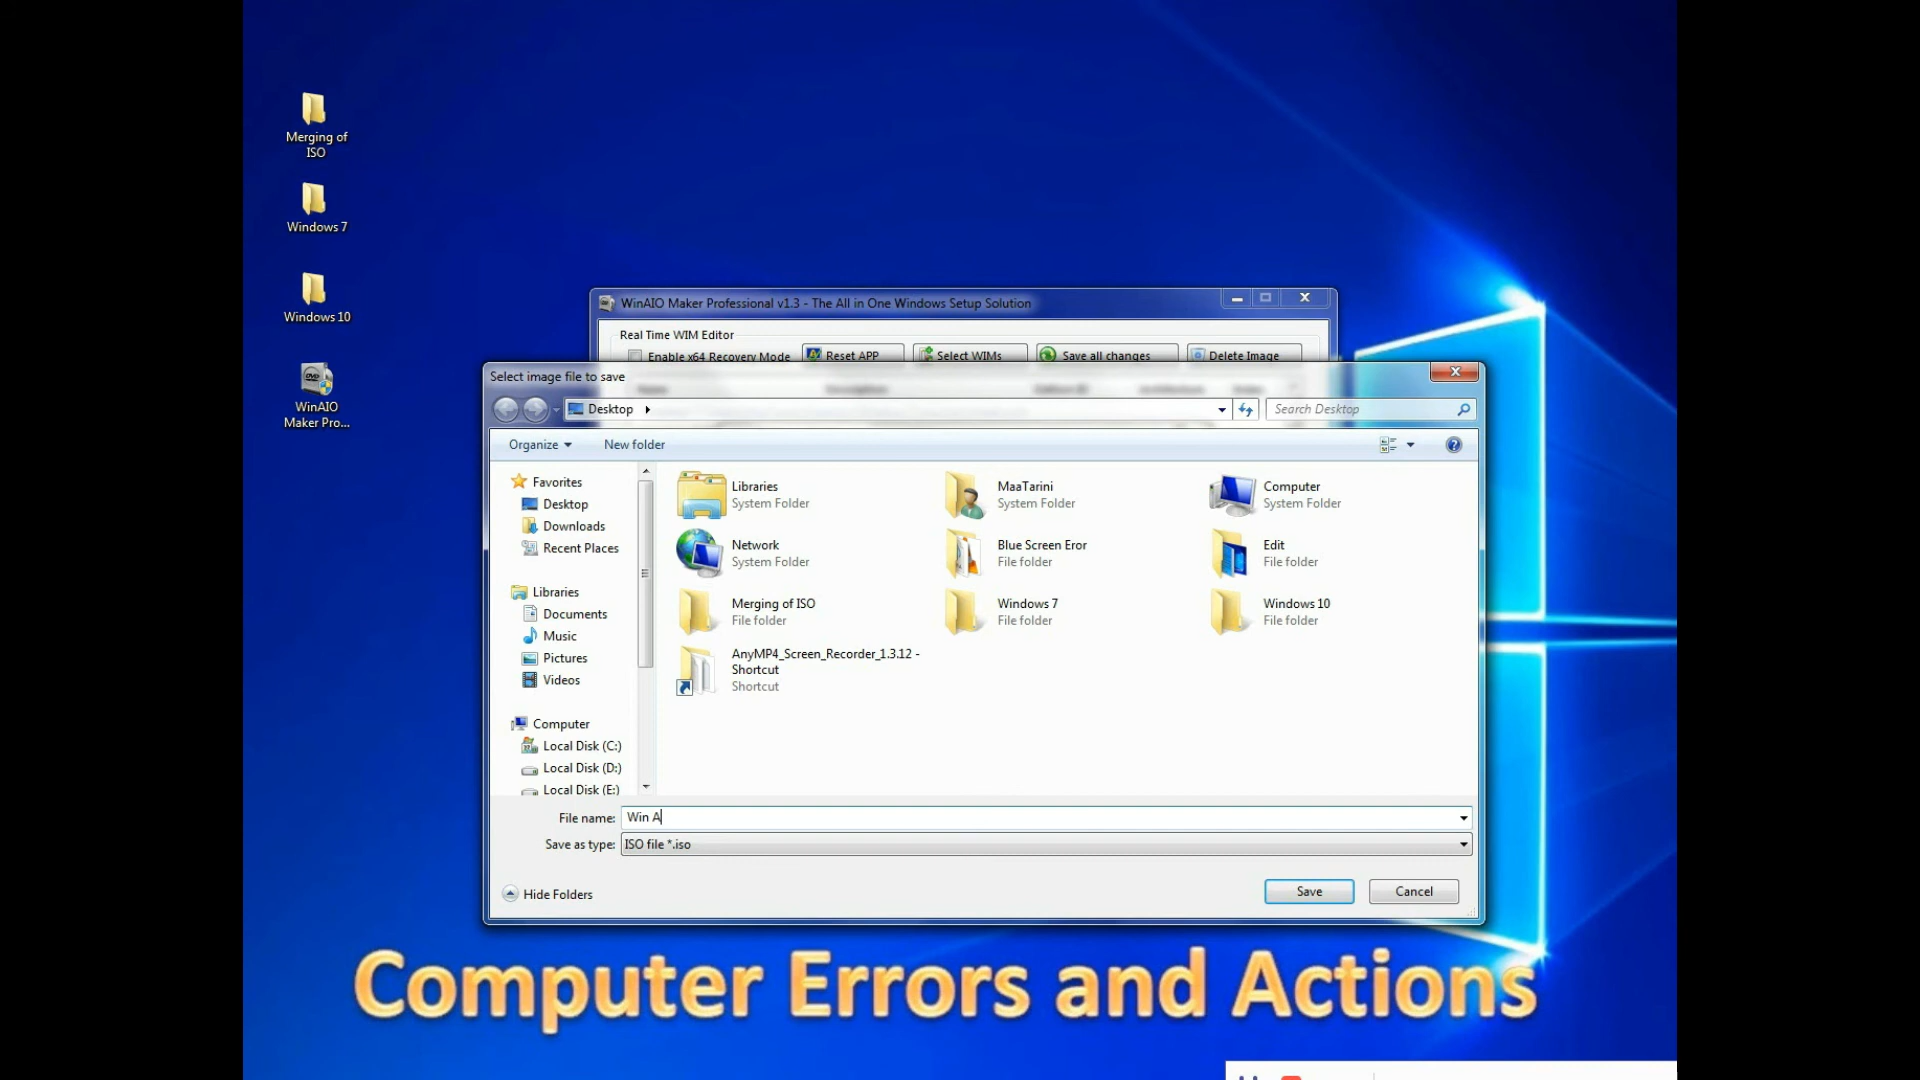 Merging of
ISO
Windows 7
Windows 10
WinAIO
Maker Pro...
WinAIO Maker Professional v1.3 - The All in One Windows Setup Solution
Real Time WIM Editor
Enable x64 Recovery Mode
Reset APP
Select WIMs
Save all changes
Delete Image
Select image file to save
Desktop
Search Desktop
Organize
New folder
Favorites
Desktop
Downloads
Recent Places
Libraries
Documents
Music
Pictures
Videos
Computer
Local Disk (C:)
Local Disk (D:)
Local Disk (E:)
Libraries
System Folder
MaaTarini
System Folder
Computer
System Folder
Network
System Folder
Blue Screen Eror
File folder
Edit
File folder
Merging of ISO
File folder
Windows 7
File folder
Windows 10
File folder
AnyMP4_Screen_Recorder_1.3.12 -
Shortcut
Shortcut
File name: Win A
Save as type: ISO file *.iso
Hide Folders
Save
Cancel
Computer Errors and Actions